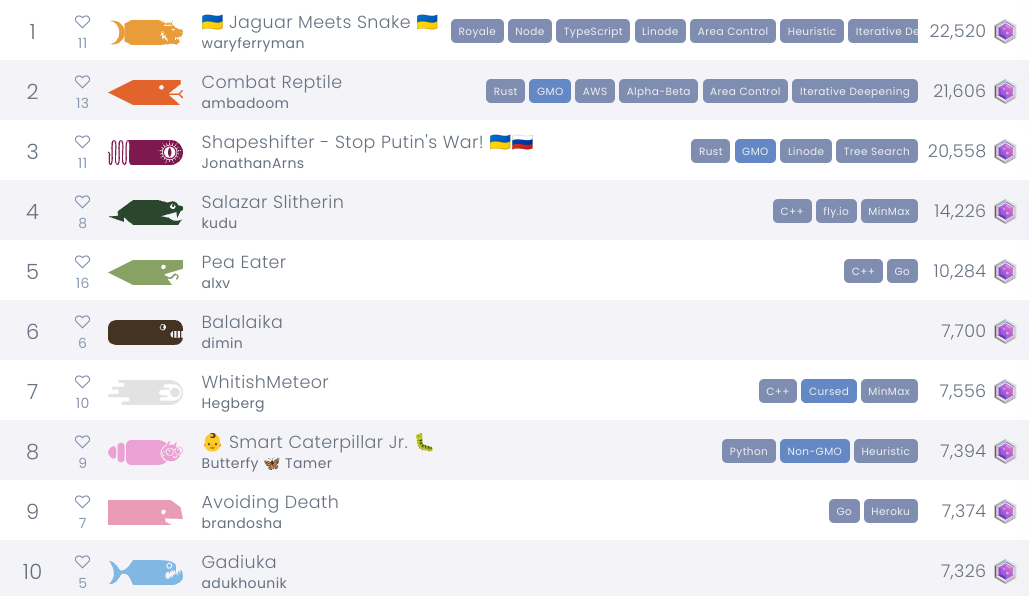 1
11
🇺🇦 Jaguar Meets Snake 🇺🇦
waryferryman
Royale Node TypeScript Linode Area Control Heuristic Iterative De
22,520
2
13
Combat Reptile
ambadoom
Rust GMO AWS Alpha-Beta Area Control Iterative Deepening
21,606
3
11
Shapeshifter - Stop Putin's War! 🇺🇦🇷🇺
JonathanArns
Rust GMO Linode Tree Search
20,558
4
8
Salazar Slitherin
kudu
C++ fly.io MinMax
14,226
5
16
Pea Eater
alxv
C++ Go
10,284
6
6
Balalaika
dimin
7,700
7
10
WhitishMeteor
Hegberg
C++ Cursed MinMax
7,556
8
9
👶 Smart Caterpillar Jr. 🐛
Butterfy 🦋 Tamer
Python Non-GMO Heuristic
7,394
9
7
Avoiding Death
brandosha
Go Heroku
7,374
10
5
Gadiuka
adukhounik
7,326